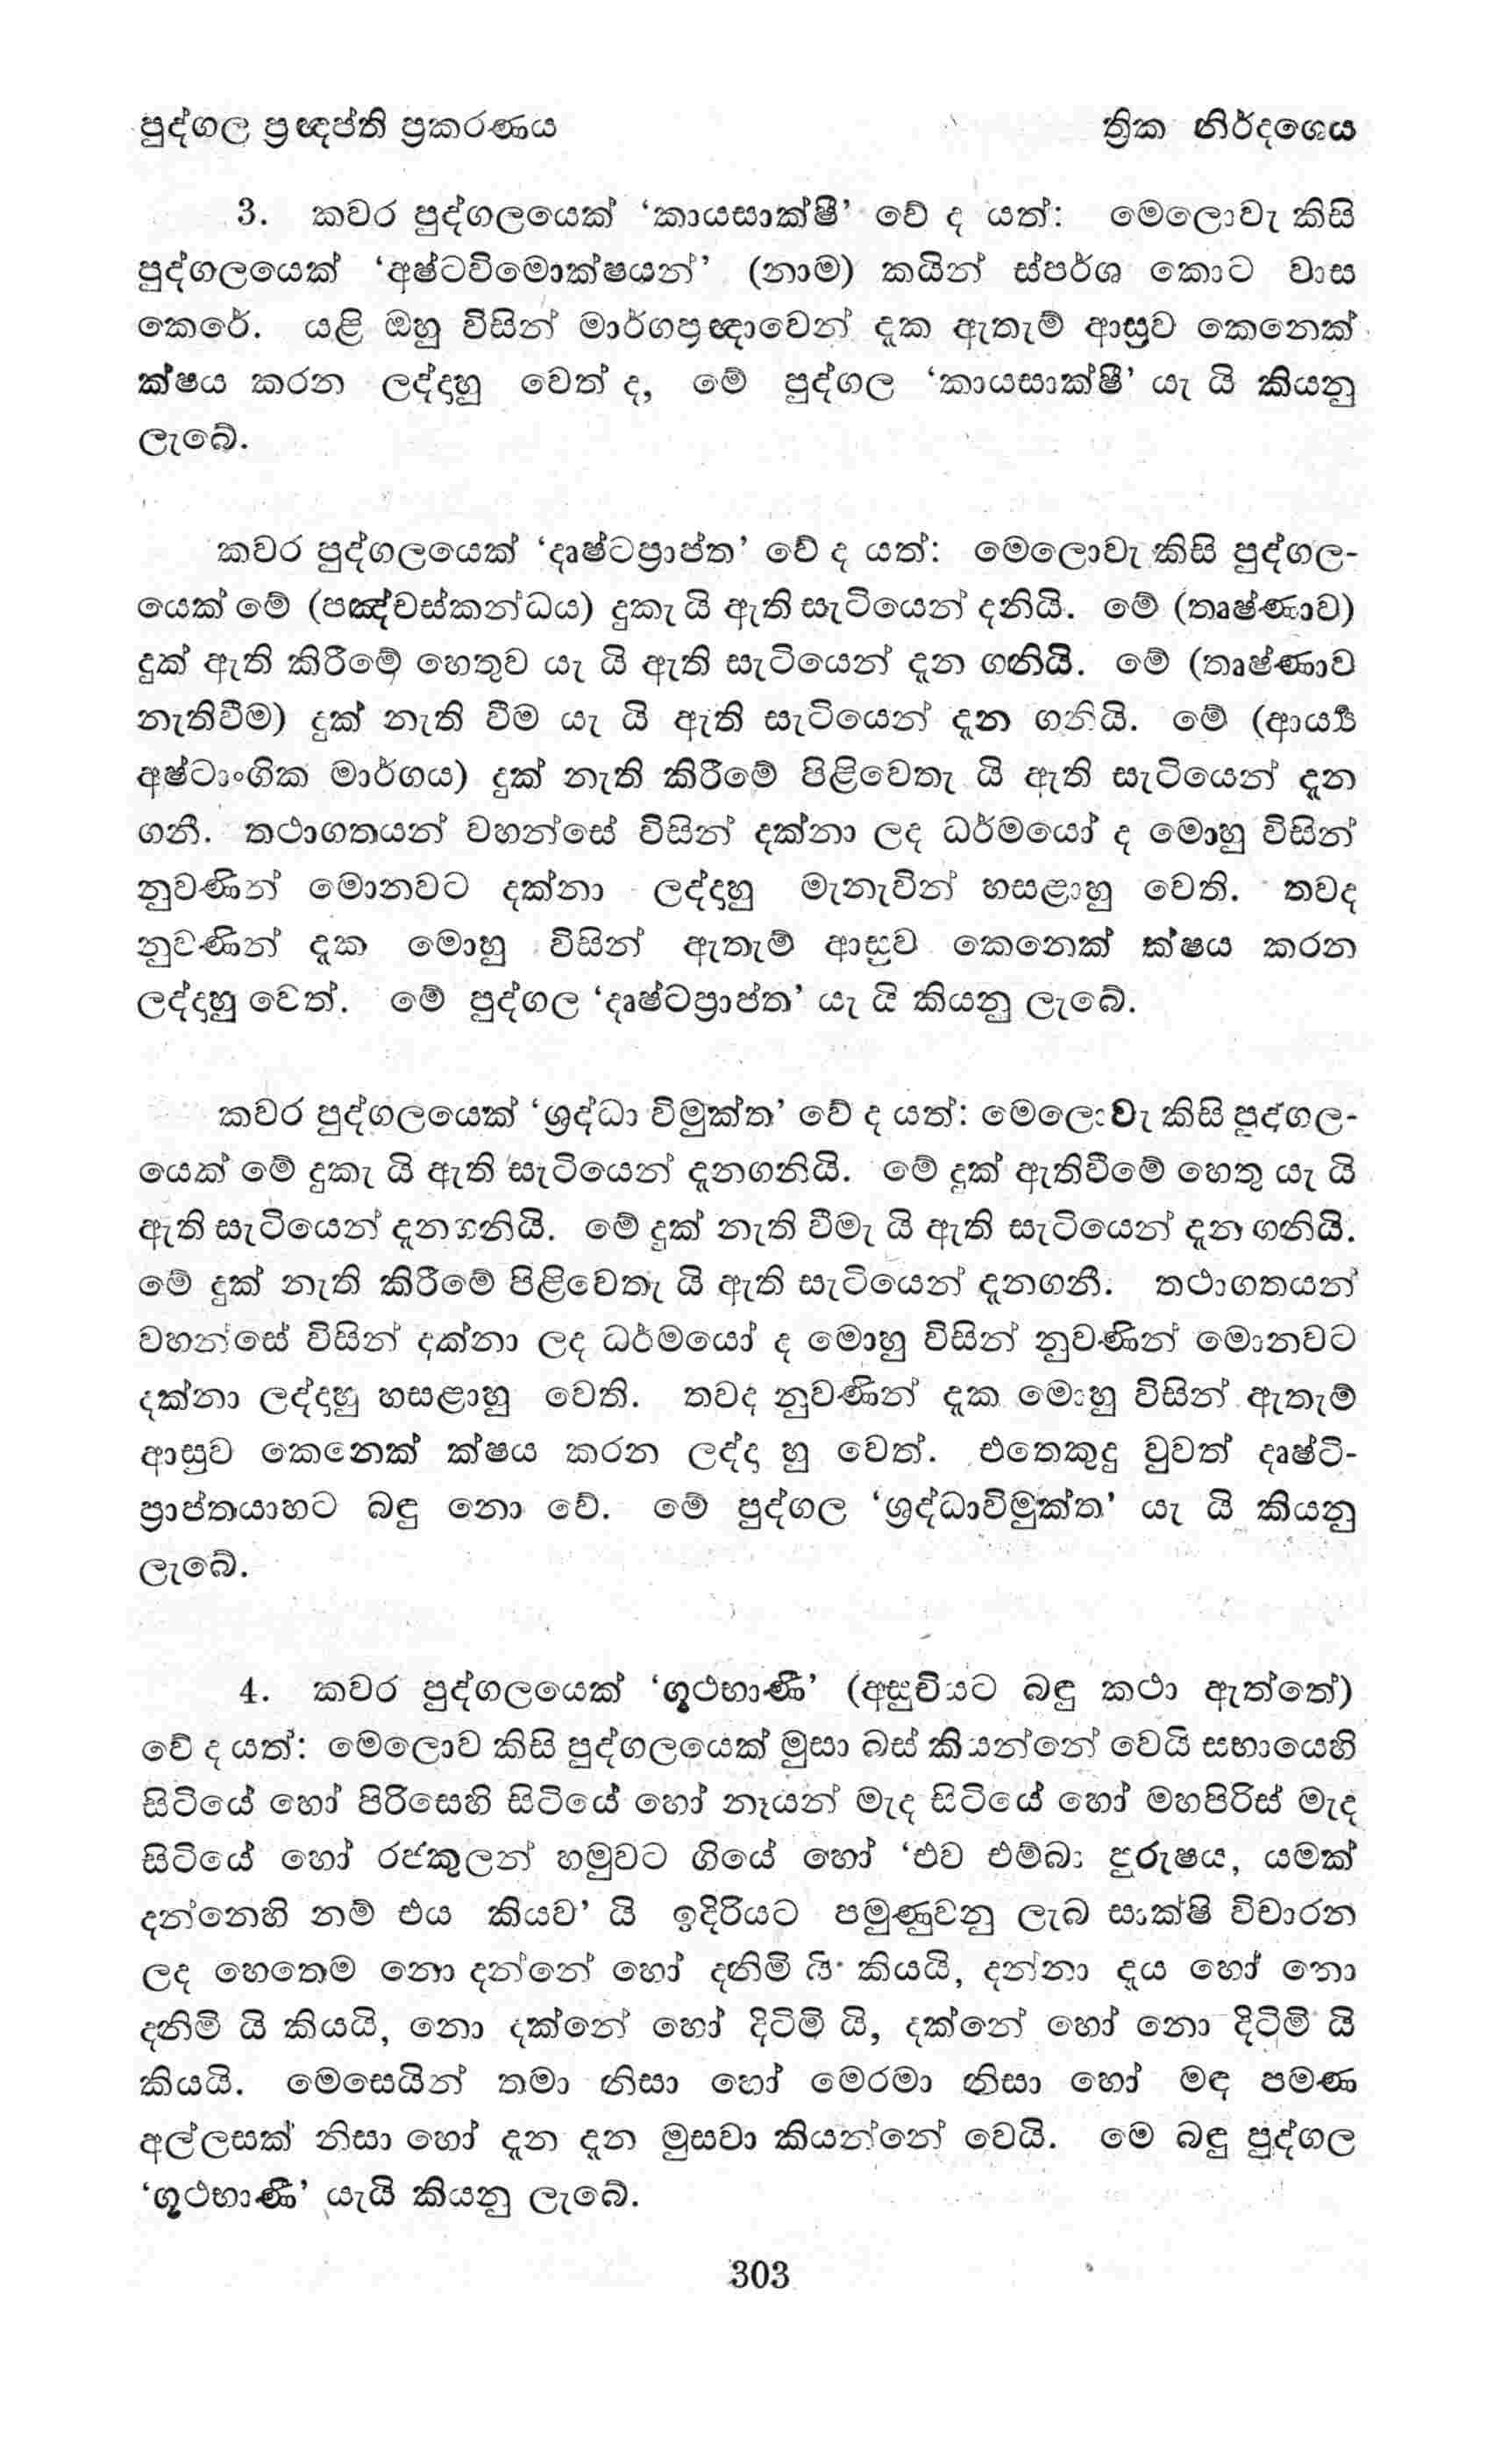 පුද්ගල ප්‍රඥප්ති ප්‍රකරණය
ත්‍රික නිර්දශෙය
3. කවර පුද්ගලයෙක් ‘කායසාක්ෂී’ වේ ද යත්: මෙලොවැ කිසි
පුද්ගලයෙක් ‘අෂ්ටවිමොක්ෂයන්’ (නාම) කයින් ස්පර්ශ කොට වාස
කෙරේ. යළි ඔහු විසින් මාර්ගප්‍රඥාවෙන් දැක ඇතැම් ආස්‍රව කෙනෙක්
ක්ෂය කරන ලද්දාහු වෙත් ද, මේ පුද්ගල ‘කායසාක්ෂී’ යැ යි කියනු
ලැබේ.
කවර පුද්ගලයෙක් ‘දෘෂ්ටප්‍රාප්ත’ වේ ද යත්: මෙලොවැ කිසි පුද්ගල-
යෙක් මේ (පඤ්චස්කන්ධය) දුකැ යි ඇති සැටියෙන් දනියි. මේ (තෘෂ්ණාව)
දුක් ඇති කිරීමේ හෙතුව යැ යි ඇති සැටියෙන් දැන ගනියි. මේ (තෘෂ්ණාව
නැතිවීම) දුක් නැති වීම යැ යි ඇති සැටියෙන් දැන ගනියි. මේ (ආර්‍ය්‍ය
අෂ්ටාංගික මාර්ගය) දුක් නැති කිරීමේ පිළිවෙතැ යි ඇති සැටියෙන් දැන
ගනී. තථාගතයන් වහන්සේ විසින් දක්නා ලද ධර්මයෝ ද මොහු විසින්
නුවණින් මොනවට දක්නා ලද්දාහු මැනැවින් හසළාහු වෙති. තවද
නුවණින් දැක මොහු විසින් ඇතැම් ආස්‍රව කෙනෙක් ක්ෂය කරන
ලද්දාහු වෙත්. මේ පුද්ගල ‘දෘෂ්ටප්‍රාප්ත’ යැ යි කියනු ලැබේ.
කවර පුද්ගලයෙක් ‘ශ්‍රද්ධා විමුක්ත’ වේ ද යත්: මෙලොවැ කිසි පුද්ගල-
යෙක් මේ දුකැ යි ඇති සැටියෙන් දැනගනියි. මේ දුක් ඇතිවීමේ හෙතු යැ යි
ඇති සැටියෙන් දැනගනියි. මේ දුක් නැති වීමැ යි ඇති සැටියෙන් දැන ගනියි.
මේ දුක් නැති කිරීමේ පිළිවෙතැ යි ඇති සැටියෙන් දැනගනී. තථාගතයන්
වහන්සේ විසින් දක්නා ලද ධර්මයෝ ද මොහු විසින් නුවණින් මොනවට
දක්නා ලද්දාහු හසළාහු වෙති. තවද නුවණින් දැක මොහු විසින් ඇතැම්
ආස්‍රව කෙනෙක් ක්ෂය කරන ලද්දා හු වෙත්. එතෙකුදු වුවත් දෘෂ්ටි-
ප්‍රාප්තයාහට බඳු නො වේ. මේ පුද්ගල ‘ශ්‍රද්ධාවිමුක්ත’ යැ යි කියනු
ලැබේ.
4. කවර පුද්ගලයෙක් ‘ගූථභාණී’ (අසුචියට බඳු කථා ඇත්තේ)
වේ ද යත්: මෙලොව කිසි පුද්ගලයෙක් මුසා බස් කියන්නේ වෙයි සභායෙහි
සිටියේ හෝ පිරිසෙහි සිටියේ හෝ නෑයන් මැද සිටියේ හෝ මහපිරිස් මැද
සිටියේ හෝ රජකුලන් හමුවට ගියේ හෝ ‘එව එම්බා පුරුෂය, යමක්
දන්නෙහි නම් එය කියව’ යි ඉදිරියට පමුණුවනු ලැබ සාක්ෂි විචාරන
ලද හෙතෙම නො දන්නේ හෝ දනිමි යි කියයි, දන්නා දැය හෝ නො
දනිමි යි කියයි, නො දක්නේ හෝ දිටිමි යි, දක්නේ හෝ නො දිටිමි යි
කියයි. මෙසෙයින් තමා නිසා හෝ මෙරමා නිසා හෝ මඳ පමණ
අල්ලසක් නිසා හෝ දැන දැන මුසවා කියන්නේ වෙයි. මෙ බඳු පුද්ගල
‘ගූථභාණී’ යැයි කියනු ලැබේ.
303